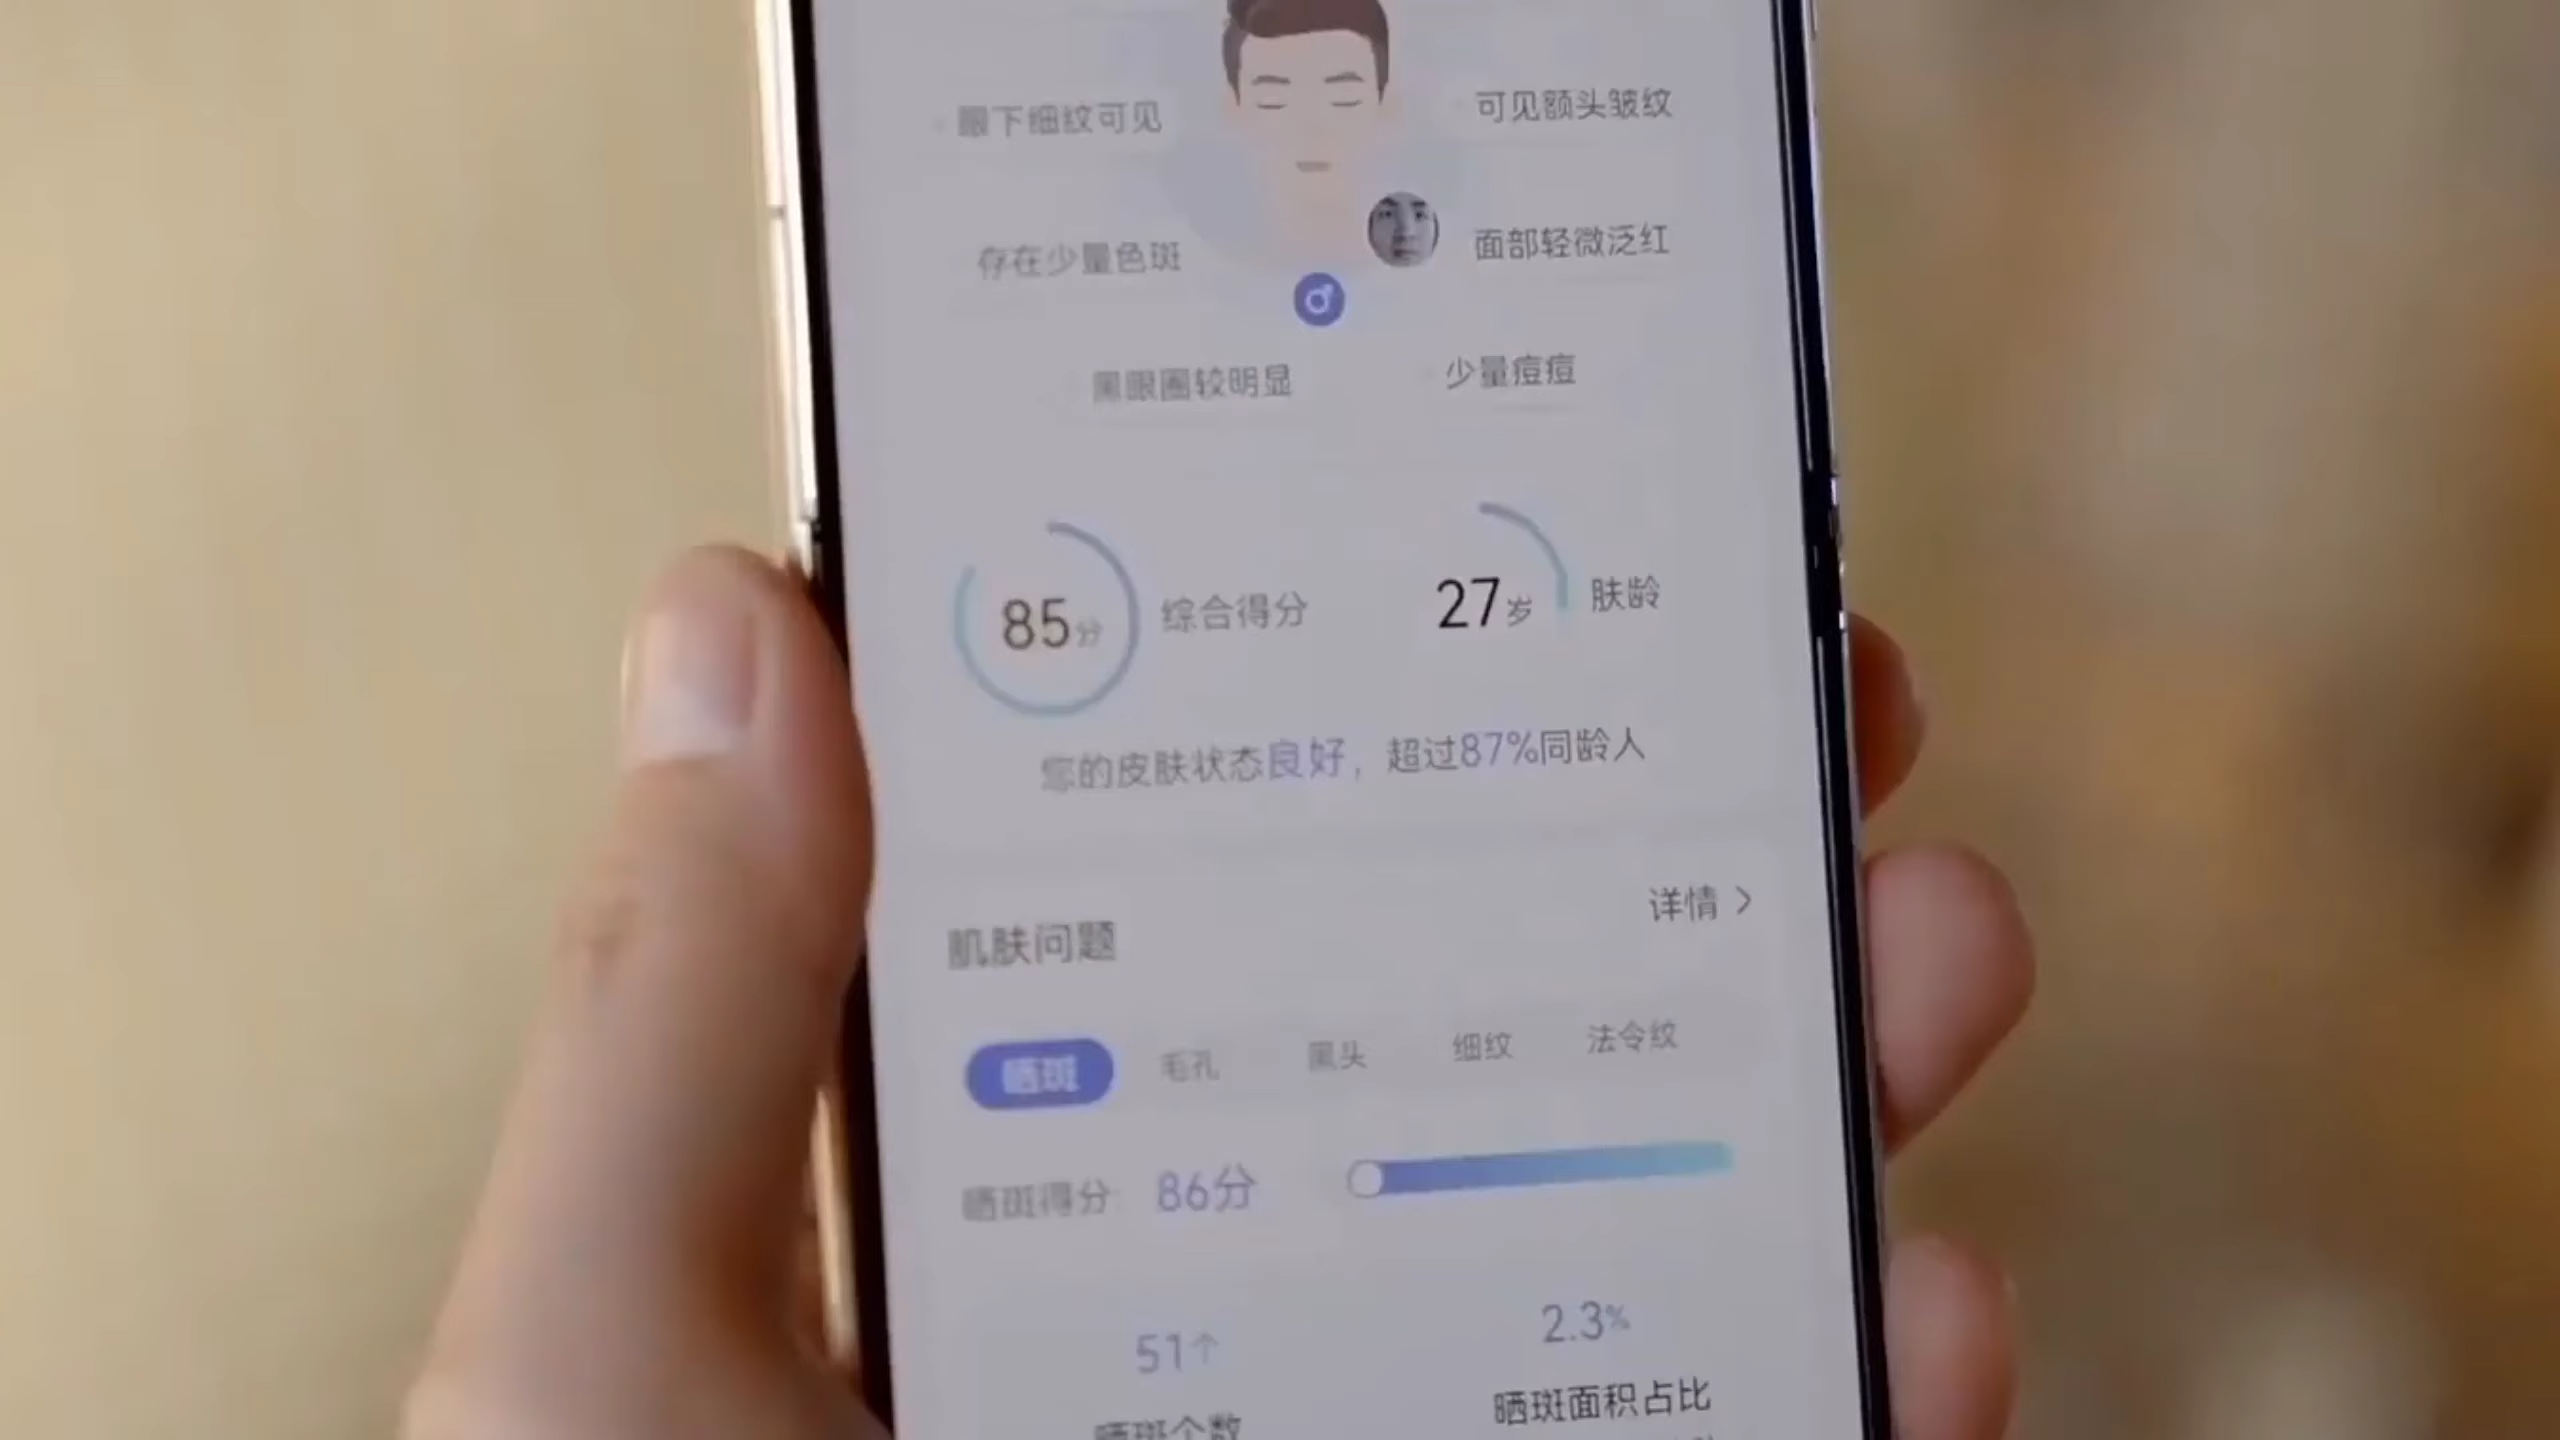 眼下细纹可见
可见额头皱纹
存在少量色斑
面部轻微泛红
黑眼圈较明显
少量痘痘
85分 综合得分
27岁 肤龄
您的皮肤状态良好，超过87%同龄人
肌肤问题
详情 >
晒斑 毛孔 黑头 细纹 法令纹
晒斑得分 86分
51个
2.3%
晒斑个数
晒斑面积占比